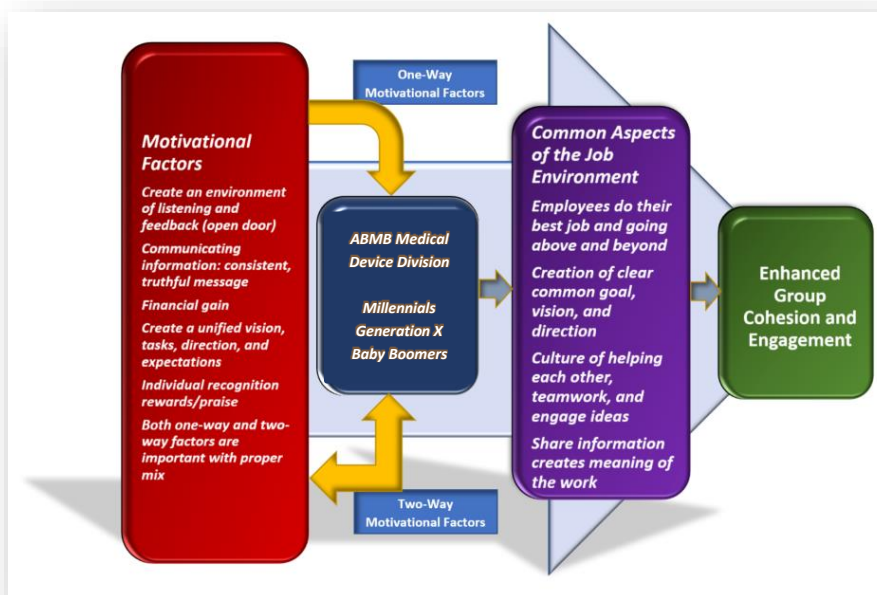 One-Way
Motivational Factors
Motivational
Factors
Create an environment
of listening and
feedback (open door)
Communicating
information: consistent,
truthful message
Financial gain
Create a unified vision,
tasks, direction, and
expectations
Individual recognition
rewards/praise
Both one-way and two-
way factors are
important with proper
mix
ABMB Medical
Device Division
Millennials
Generation X
Baby Boomers
Two-Way
Motivational Factors
Common Aspects
of the Job
Environment
Employees do their
best job and going
above and beyond
Creation of clear
common goal,
vision, and
direction
Culture of helping
each other,
teamwork, and
engage ideas
Share information
creates meaning of
the work
Enhanced
Group
Cohesion and
Engagement